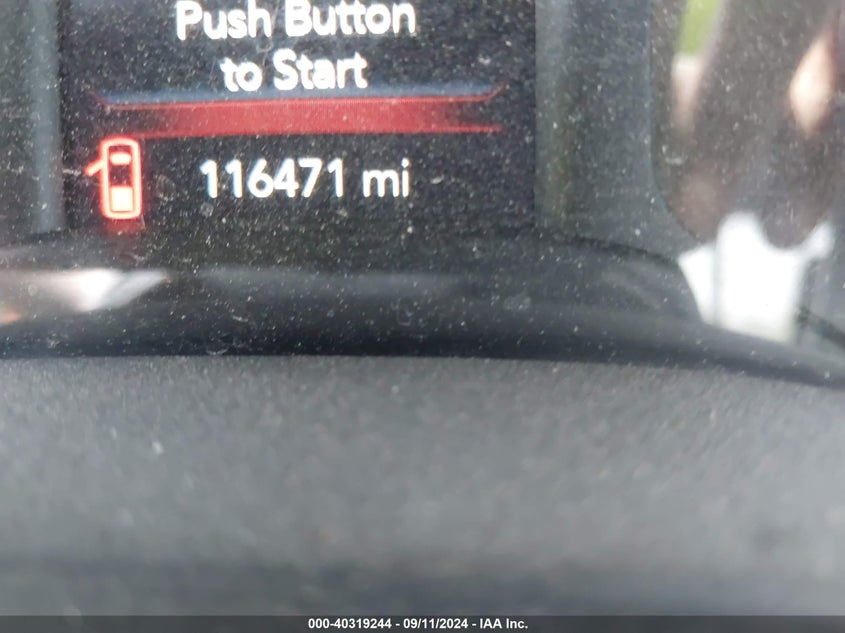 Push Button
to Start
116471 mi
000-40319244 - 09/11/2024 - IAA Inc.